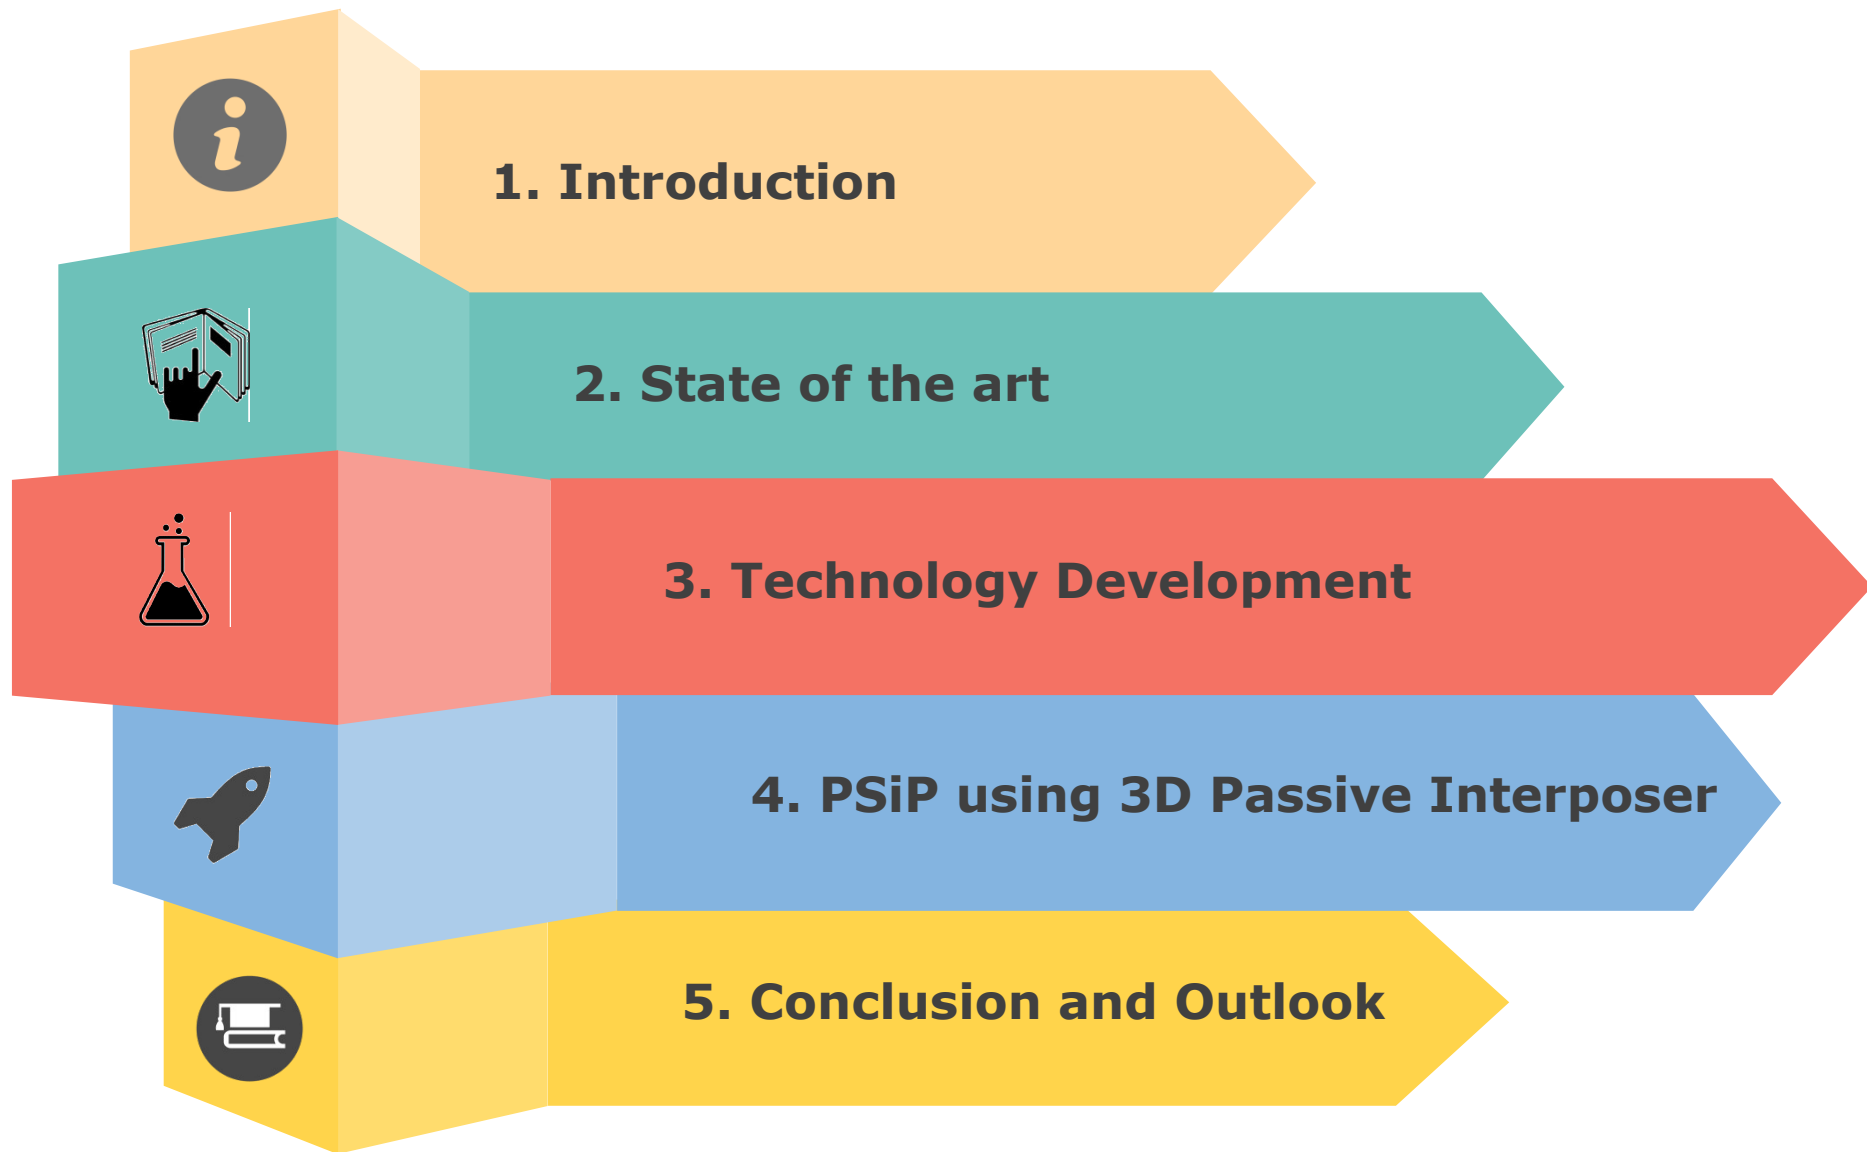 1. Introduction
2. State of the art
3. Technology Development
4. PSiP using 3D Passive Interposer
5. Conclusion and Outlook